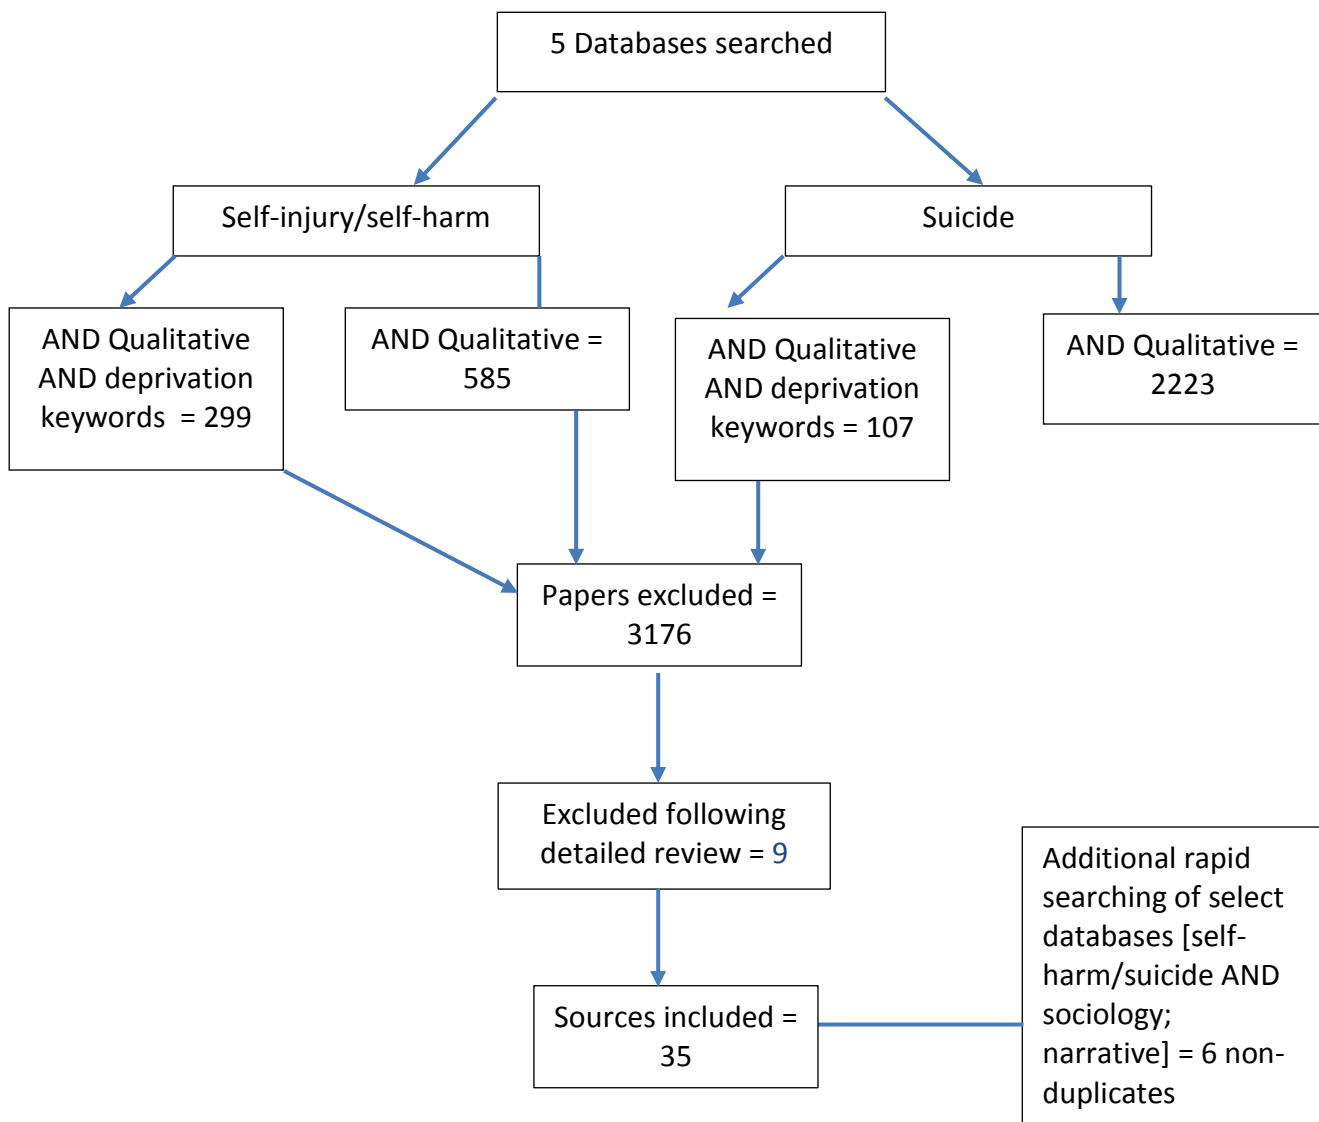 5 Databases searched
Self-injury/self-harm
Suicide
AND Qualitative
AND deprivation
keywords  = 299
AND Qualitative =
585
AND Qualitative
AND deprivation
keywords = 107
AND Qualitative =
2223
Papers excluded =
3176
Excluded following
detailed review = 9
Sources included =
35
Additional rapid
searching of select
databases [self-
harm/suicide AND
sociology;
narrative] = 6 non-
duplicates